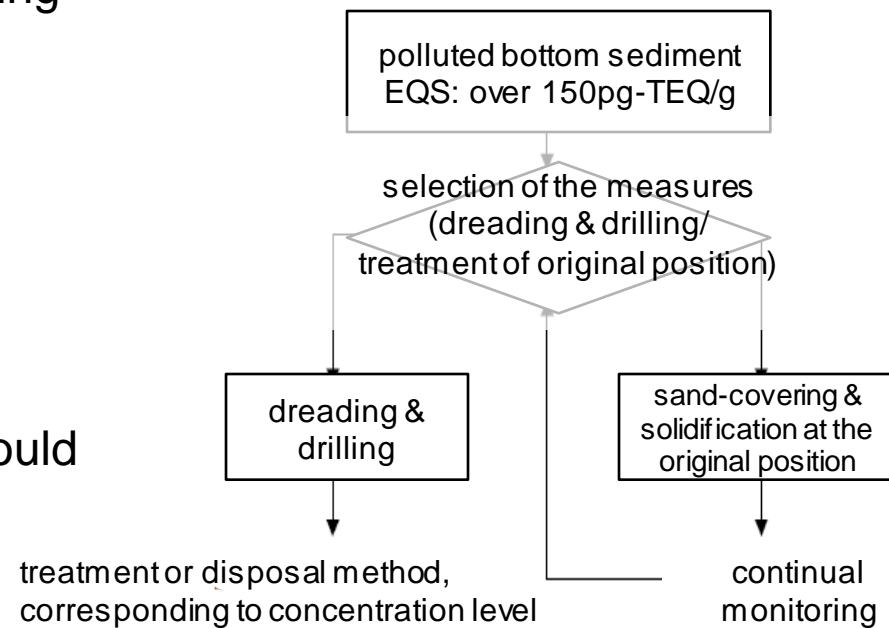 polluted bottom sediment
EQS: over 150pg-TEQ/g
selection of the measures
(dreading & drilling/
treatment of original position)
dreading &
drilling
sand-covering &
solidification at the
original position
ould
treatment or disposal method,
corresponding to concentration level
continual
monitoring